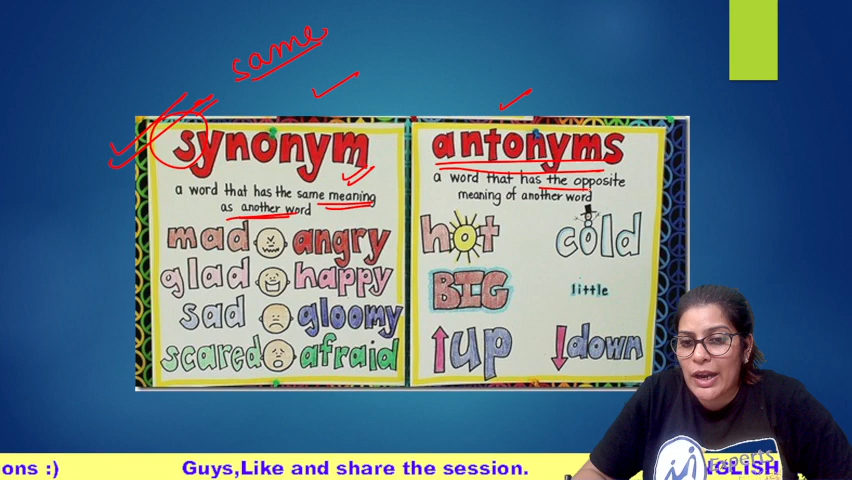 same
synonym
a word that has the same meaning
as another word
mad angry
glad happy
sad gloomy
scared afraid
antonyms
a word that has the opposite
meaning of another word
hot cold
BIG little
up down
Experts
ons :) Guys,Like and share the session. NGLISH